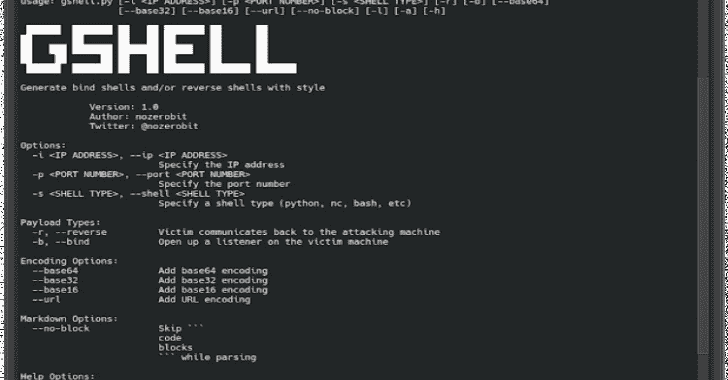 usage: gshell.py [-i <IP ADDRESS>] [-p <PORT NUMBER>] [-s <SHELL TYPE>] [-r] [-b] [--base64]
[--base32] [--base16] [--url] [--no-block] [-l] [-a] [-h]
GSHELL
Generate bind shells and/or reverse shells with style
Version: 1.0
Author: nozerobit
Twitter: @nozerobit
Options:
-i <IP ADDRESS>, --ip <IP ADDRESS>
Specify the IP address
-p <PORT NUMBER>, --port <PORT NUMBER>
Specify the port number
-s <SHELL TYPE>, --shell <SHELL TYPE>
Specify a shell type (python, nc, bash, etc)
Payload Types:
-r, --reverse Victim communicates back to the attacking machine
-b, --bind Open up a listener on the victim machine
Encoding Options:
--base64 Add base64 encoding
--base32 Add base32 encoding
--base16 Add base16 encoding
--url Add URL encoding
Markdown Options:
--no-block Skip ```
code
blocks
``` while parsing
Help Options: